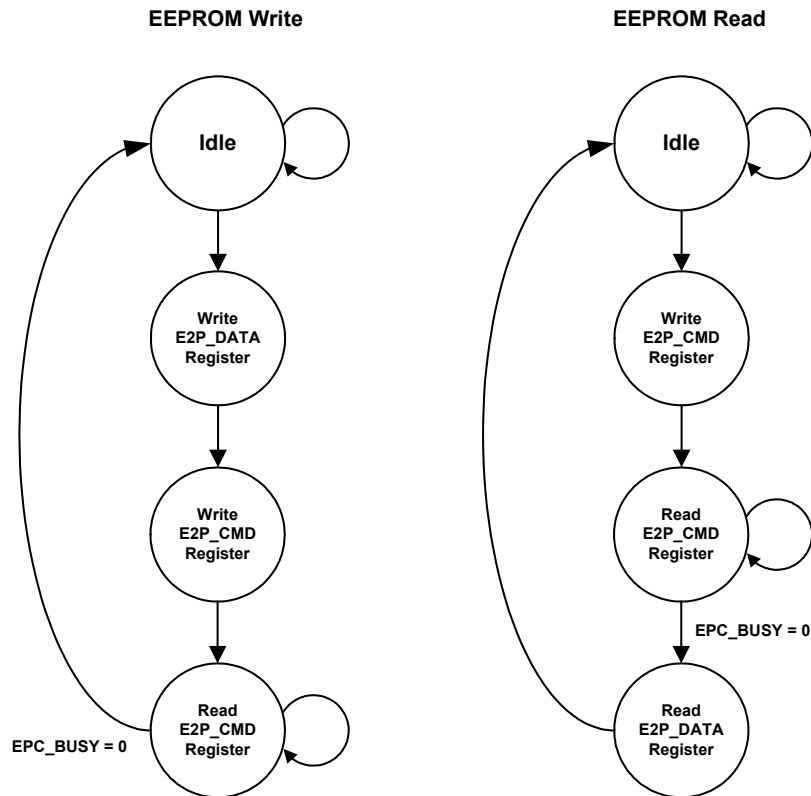 EEPROM Write
Idle
Write
E2P_DATA
Register
Write
E2P_CMD
Register
Read
E2P_CMD
Register
EPC_BUSY = 0
EEPROM Read
Idle
Write
E2P_CMD
Register
Read
E2P_CMD
Register
EPC_BUSY = 0
Read
E2P_DATA
Register